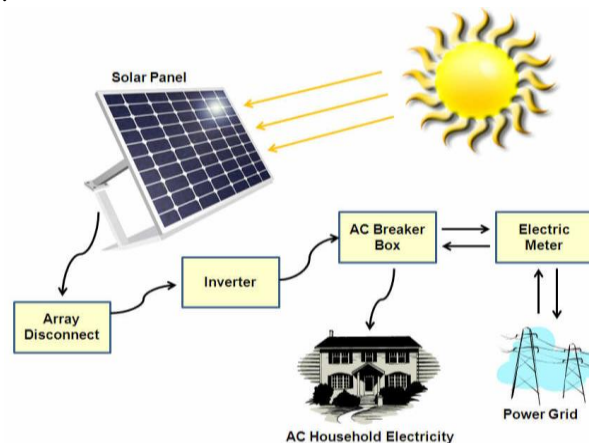 Solar Panel
AC Breaker
Box
Electric
Meter
Inverter
Array
Disconnect
Power Grid
AC Household Electricity